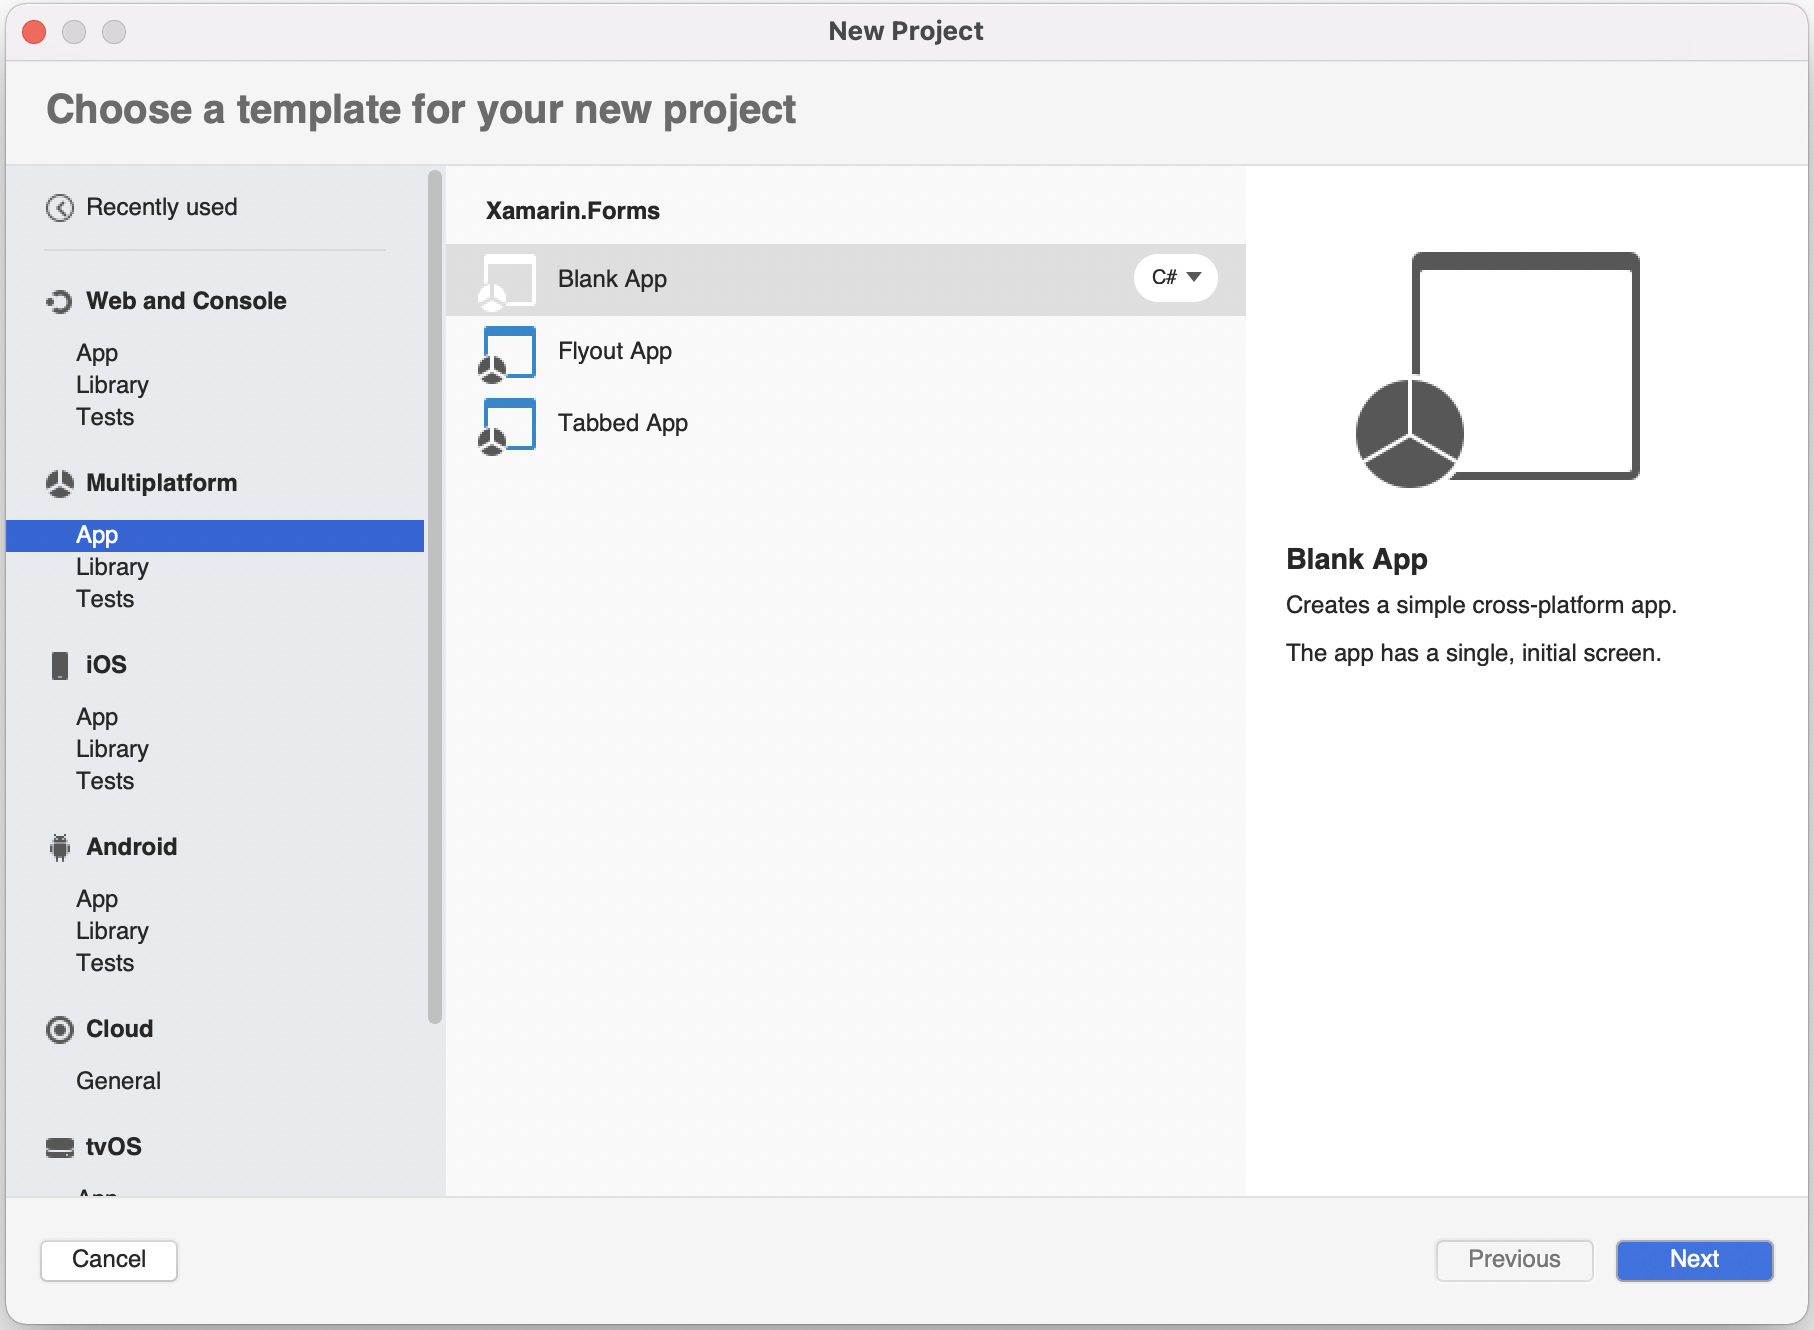 New Project
Choose a template for your new project
Recently used
Web and Console
App
Library
Tests
Multiplatform
App
Library
Tests
iOS
App
Library
Tests
Android
App
Library
Tests
Cloud
General
tvOS
App
Xamarin.Forms
Blank App
C#
Flyout App
Tabbed App
Blank App
Creates a simple cross-platform app.
The app has a single, initial screen.
Cancel
Previous
Next